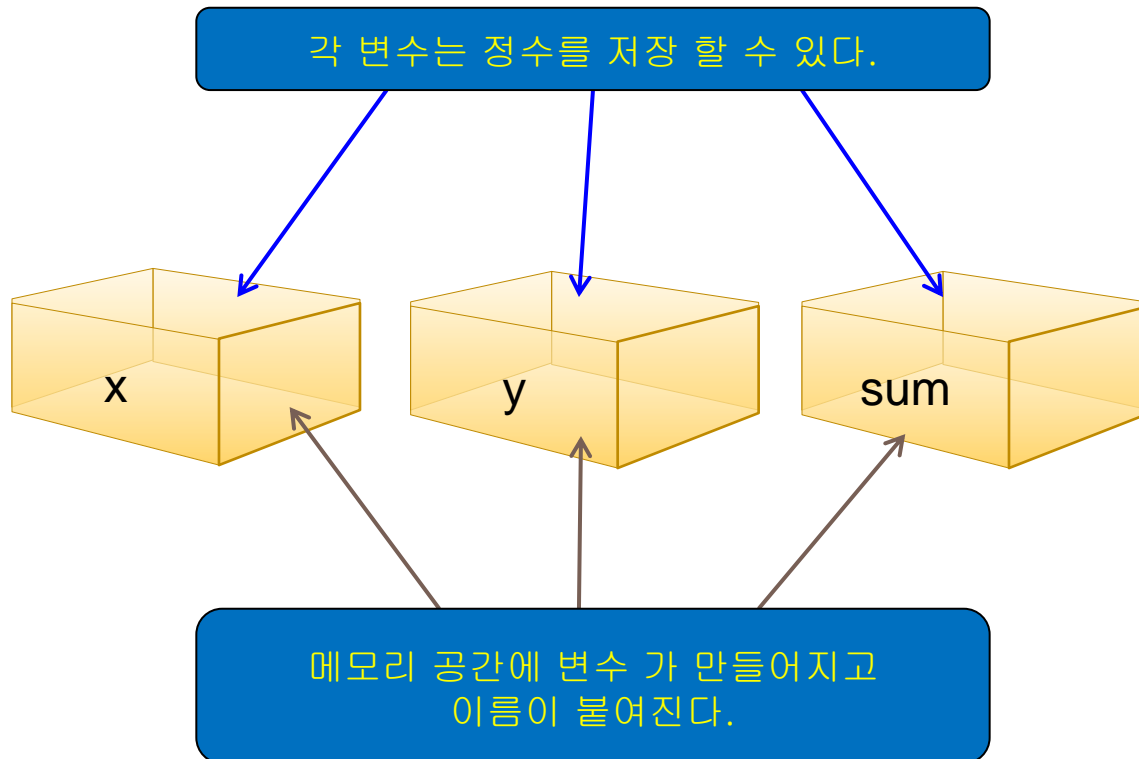 각 변수는 정수를 저장 할 수 있다.
x
y
sum
메모리 공간에 변수 가 만들어지고
이름이 붙여진다.